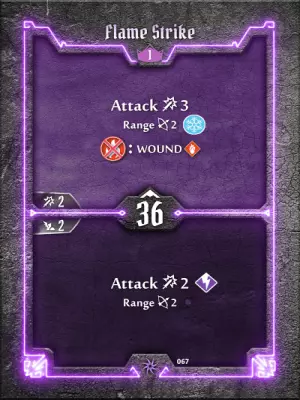 Flame Strike
1
Attack 3
Range 2
: WOUND
2
36
2
Attack 2
Range 2
067